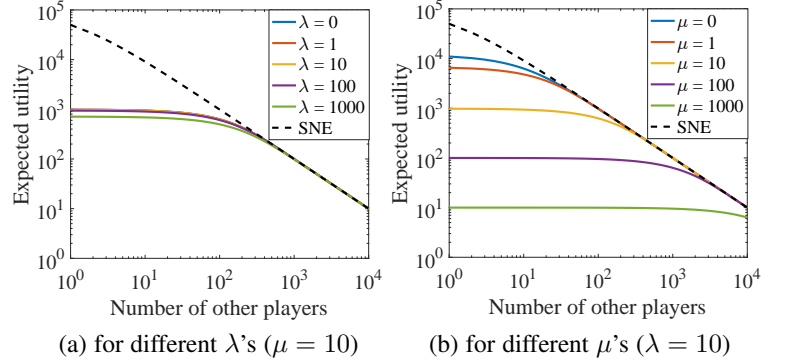 Expected utility
10^5
10^4
10^3
10^2
10^1
10^0
λ = 0
λ = 1
λ = 10
λ = 100
λ = 1000
SNE
10^0 10^1 10^2 10^3 10^4
Number of other players
(a) for different λ's (μ = 10)
Expected utility
10^5
10^4
10^3
10^2
10^1
10^0
μ = 0
μ = 1
μ = 10
μ = 100
μ = 1000
SNE
10^0 10^1 10^2 10^3 10^4
Number of other players
(b) for different μ's (λ = 10)